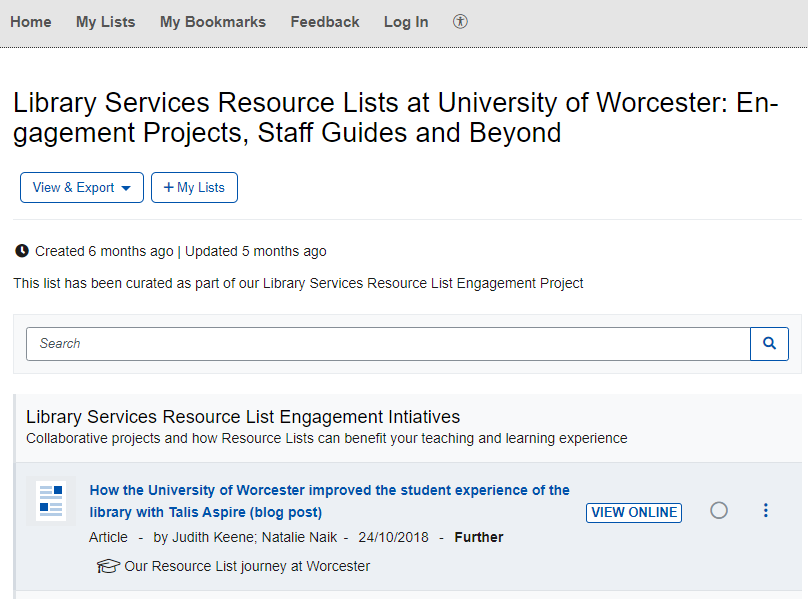 Home My Lists My Bookmarks Feedback Log In
Library Services Resource Lists at University of Worcester: En-
gagement Projects, Staff Guides and Beyond
View & Export + My Lists
Created 6 months ago | Updated 5 months ago
This list has been curated as part of our Library Services Resource List Engagement Project
Search
Library Services Resource List Engagement Intiatives
Collaborative projects and how Resource Lists can benefit your teaching and learning experience
How the University of Worcester improved the student experience of the
library with Talis Aspire (blog post)
VIEW ONLINE
Article - by Judith Keene; Natalie Naik - 24/10/2018 - Further
Our Resource List journey at Worcester